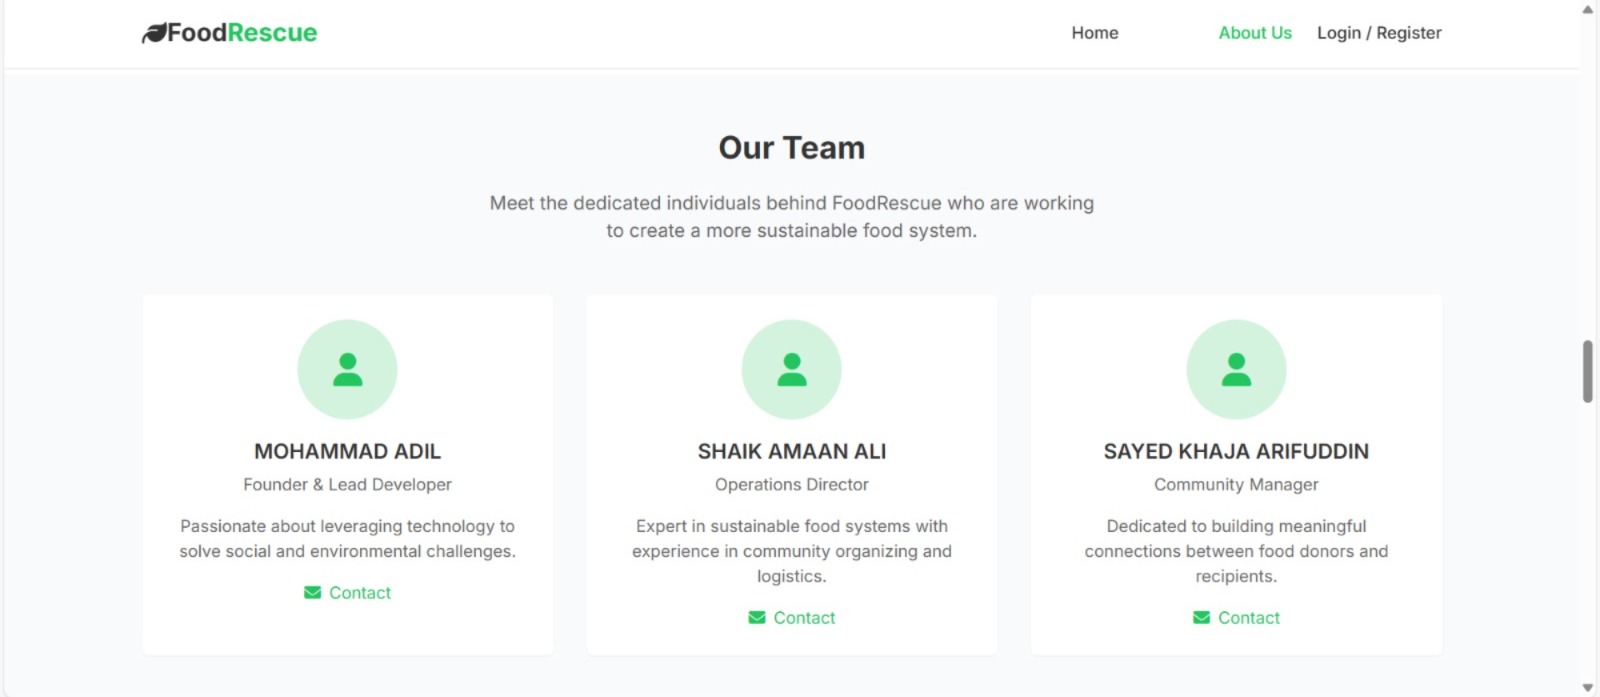 FoodRescue
Home About Us Login / Register
Our Team
Meet the dedicated individuals behind FoodRescue who are working
to create a more sustainable food system.
MOHAMMAD ADIL
Founder & Lead Developer
Passionate about leveraging technology to
solve social and environmental challenges.
Contact
SHAIK AMAAN ALI
Operations Director
Expert in sustainable food systems with
experience in community organizing and
logistics.
Contact
SAYED KHAJA ARIFUDDIN
Community Manager
Dedicated to building meaningful
connections between food donors and
recipients.
Contact